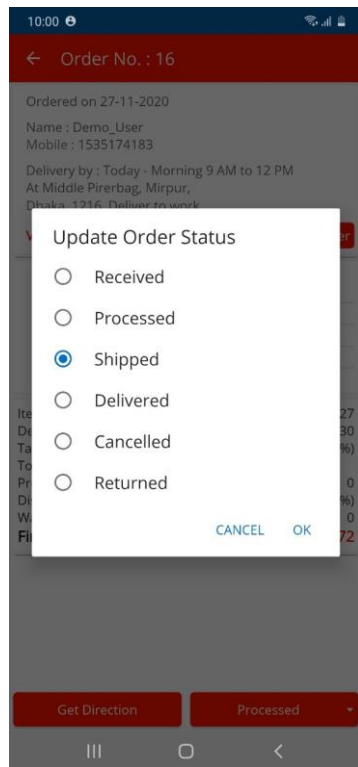 10:00
Order No. : 16
Ordered on 27-11-2020
Name : Demo_User
Mobile : 1535174183
Delivery by : Today - Morning 9 AM to 12 PM
At Middle Pirerbag, Mirpur,
Dhaka, 1216, Deliver to work
Update Order Status
Received
Processed
Shipped
Delivered
Cancelled
Returned
CANCEL OK
Get Direction
Processed